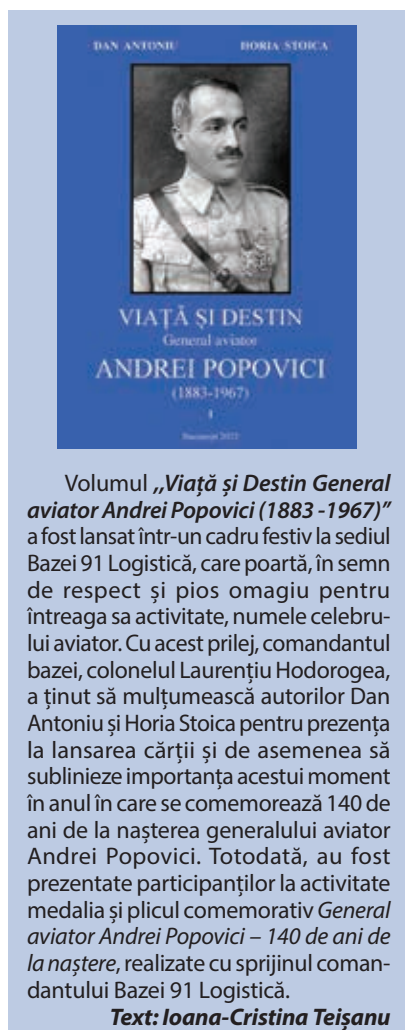 DAN ANTONIU HORIA STOICA
VIAȚĂ ȘI DESTIN
General aviator
ANDREI POPOVICI
(1883-1967)
I
București 2023
Volumul ,,Viață și Destin General
aviator Andrei Popovici (1883 -1967)”
a fost lansat într-un cadru festiv la sediul
Bazei 91 Logistică, care poartă, în semn
de respect și pios omagiu pentru
întreaga sa activitate, numele celebru-
lui aviator. Cu acest prilej, comandantul
bazei, colonelul Laurențiu Hodorogea,
a ținut să mulțumească autorilor Dan
Antoniu și Horia Stoica pentru prezența
la lansarea cărții și de asemenea să
sublinieze importanța acestui moment
în anul în care se comemorează 140 de
ani de la nașterea generalului aviator
Andrei Popovici. Totodată, au fost
prezentate participanților la activitate
medalia și plicul comemorativ General
aviator Andrei Popovici – 140 de ani de
la naștere, realizate cu sprijinul coman-
dantului Bazei 91 Logistică.
Text: Ioana-Cristina Teișanu